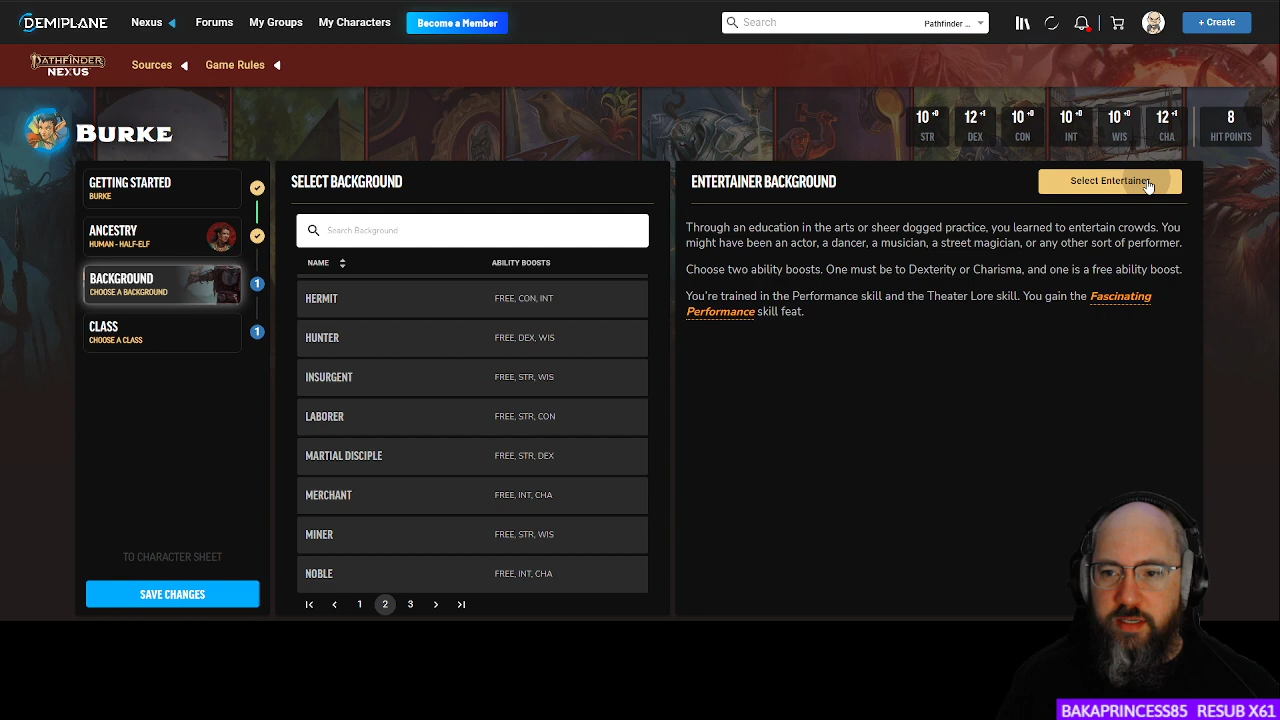 DEMIPLANE
Nexus
Forums
My Groups
My Characters
Become a Member
Search
Pathfinder ...
+ Create
PATHFINDER
NEXUS
Sources
Game Rules
BURKE
10 +0
STR
12 +1
DEX
10 +0
CON
10 +0
INT
10 +0
WIS
12 +1
CHA
8
HIT POINTS
GETTING STARTED
BURKE
ANCESTRY
HUMAN - HALF-ELF
BACKGROUND
CHOOSE A BACKGROUND
1
CLASS
CHOOSE A CLASS
1
TO CHARACTER SHEET
SAVE CHANGES
SELECT BACKGROUND
Search Background
NAME ABILITY BOOSTS
HERMIT FREE, CON, INT
HUNTER FREE, DEX, WIS
INSURGENT FREE, STR, WIS
LABORER FREE, STR, CON
MARTIAL DISCIPLE FREE, STR, DEX
MERCHANT FREE, INT, CHA
MINER FREE, STR, WIS
NOBLE FREE, INT, CHA
1 2 3
ENTERTAINER BACKGROUND
Select Entertainer
Through an education in the arts or sheer dogged practice, you learned to entertain crowds. You
might have been an actor, a dancer, a musician, a street magician, or any other sort of performer.
Choose two ability boosts. One must be to Dexterity or Charisma, and one is a free ability boost.
You're trained in the Performance skill and the Theater Lore skill. You gain the Fascinating
Performance skill feat.
BAKAPRINCESS85 RESUB X61